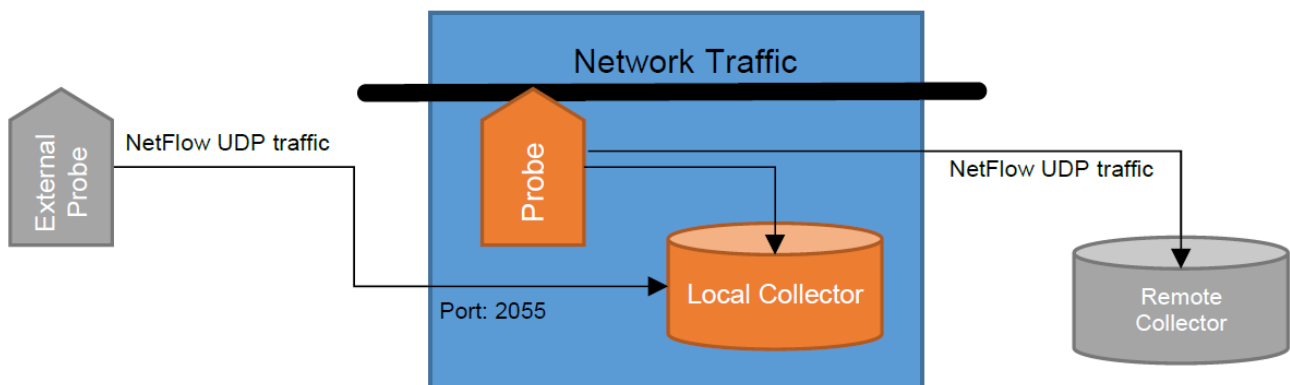 Network Traffic
External
Probe
NetFlow UDP traffic
Probe
NetFlow UDP traffic
Local Collector
Port: 2055
Remote
Collector